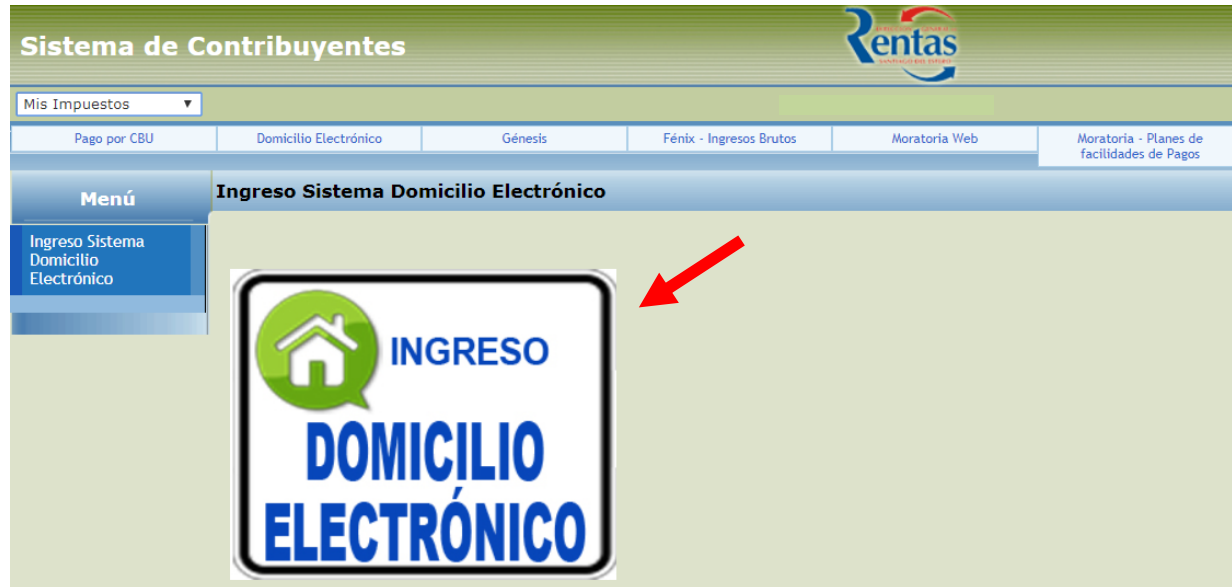 Sistema de Contribuyentes
Rentas
Mis Impuestos
Pago por CBU
Domicilio Electrónico
Génesis
Fénix - Ingresos Brutos
Moratoria Web
Moratoria - Planes de
facilidades de Pagos
Menú
Ingreso Sistema Domicilio Electrónico
Ingreso Sistema
Domicilio
Electrónico
INGRESO
DOMICILIO
ELECTRÓNICO